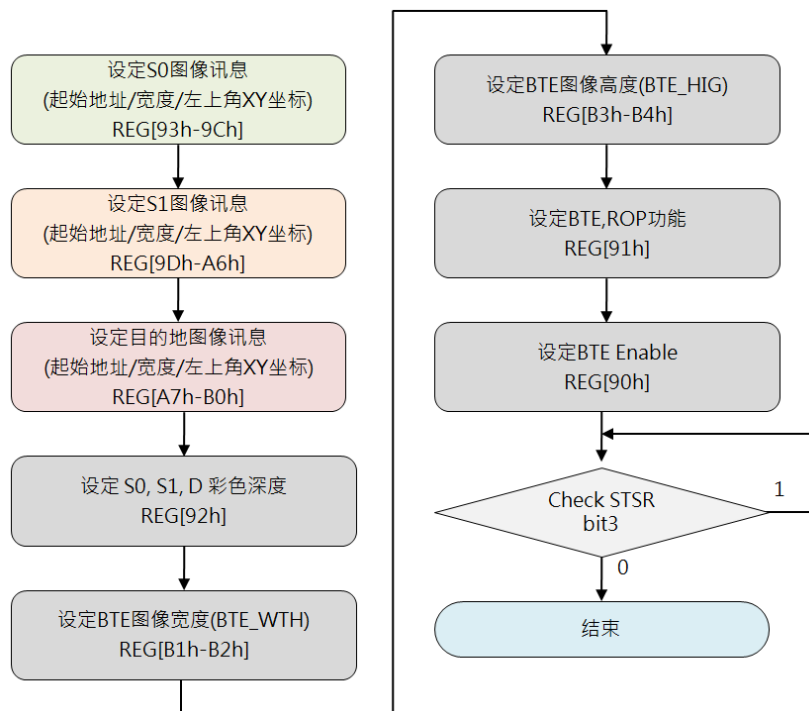 设定S0图像讯息
(起始地址/宽度/左上角XY坐标)
REG[93h-9Ch]
设定S1图像讯息
(起始地址/宽度/左上角XY坐标)
REG[9Dh-A6h]
设定目的地图像讯息
(起始地址/宽度/左上角XY坐标)
REG[A7h-B0h]
设定 S0, S1, D 彩色深度
REG[92h]
设定BTE图像宽度(BTE_WTH)
REG[B1h-B2h]
设定BTE图像高度(BTE_HIG)
REG[B3h-B4h]
设定BTE,ROP功能
REG[91h]
设定BTE Enable
REG[90h]
Check STSR
bit3
1
0
结束